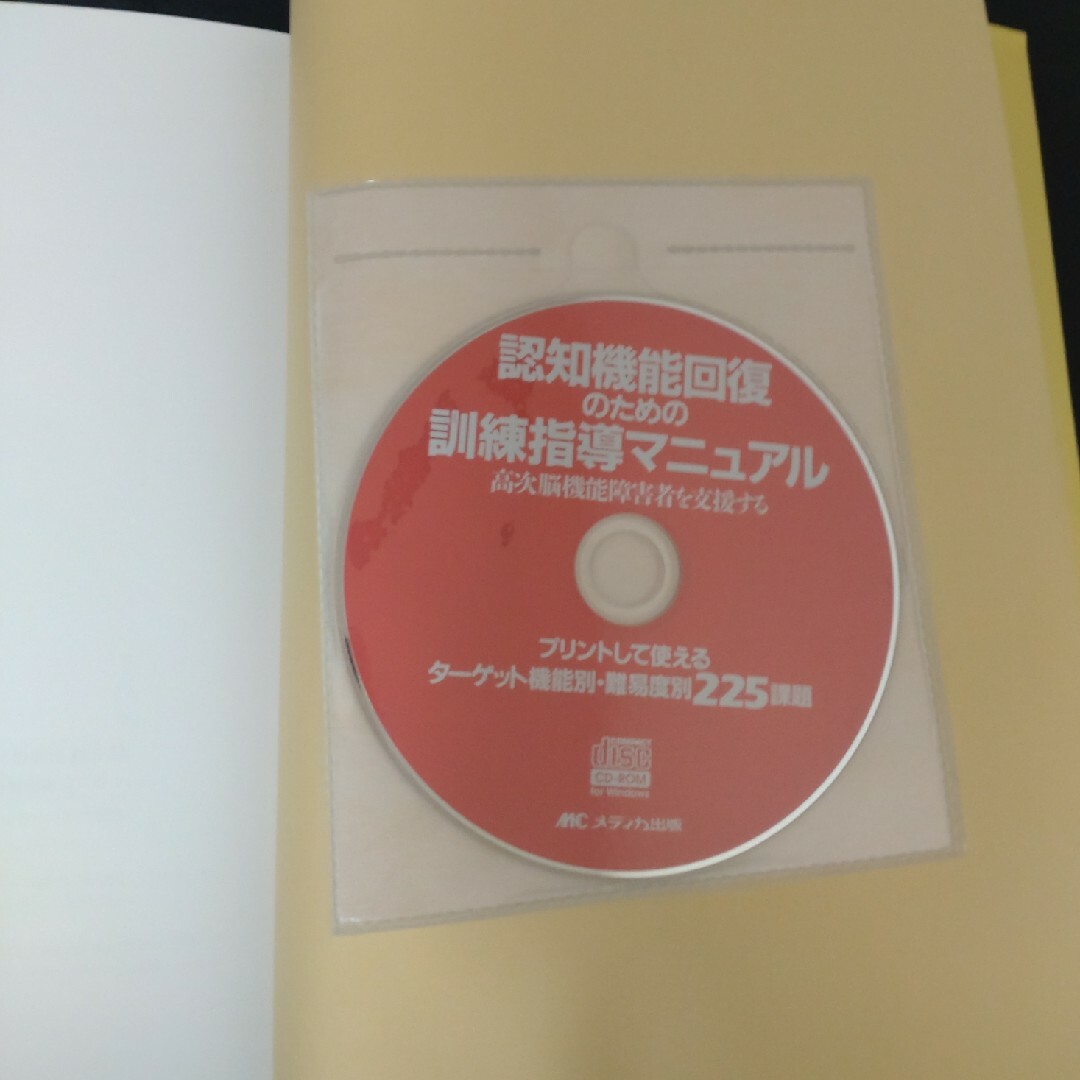 認知機能回復
のための
訓練指導マニュアル
高次脳機能障害者を支援する
プリントして使える
ターゲット機能別・難易度別225課題
disc
CD-ROM
for Windows
MC メディカ出版